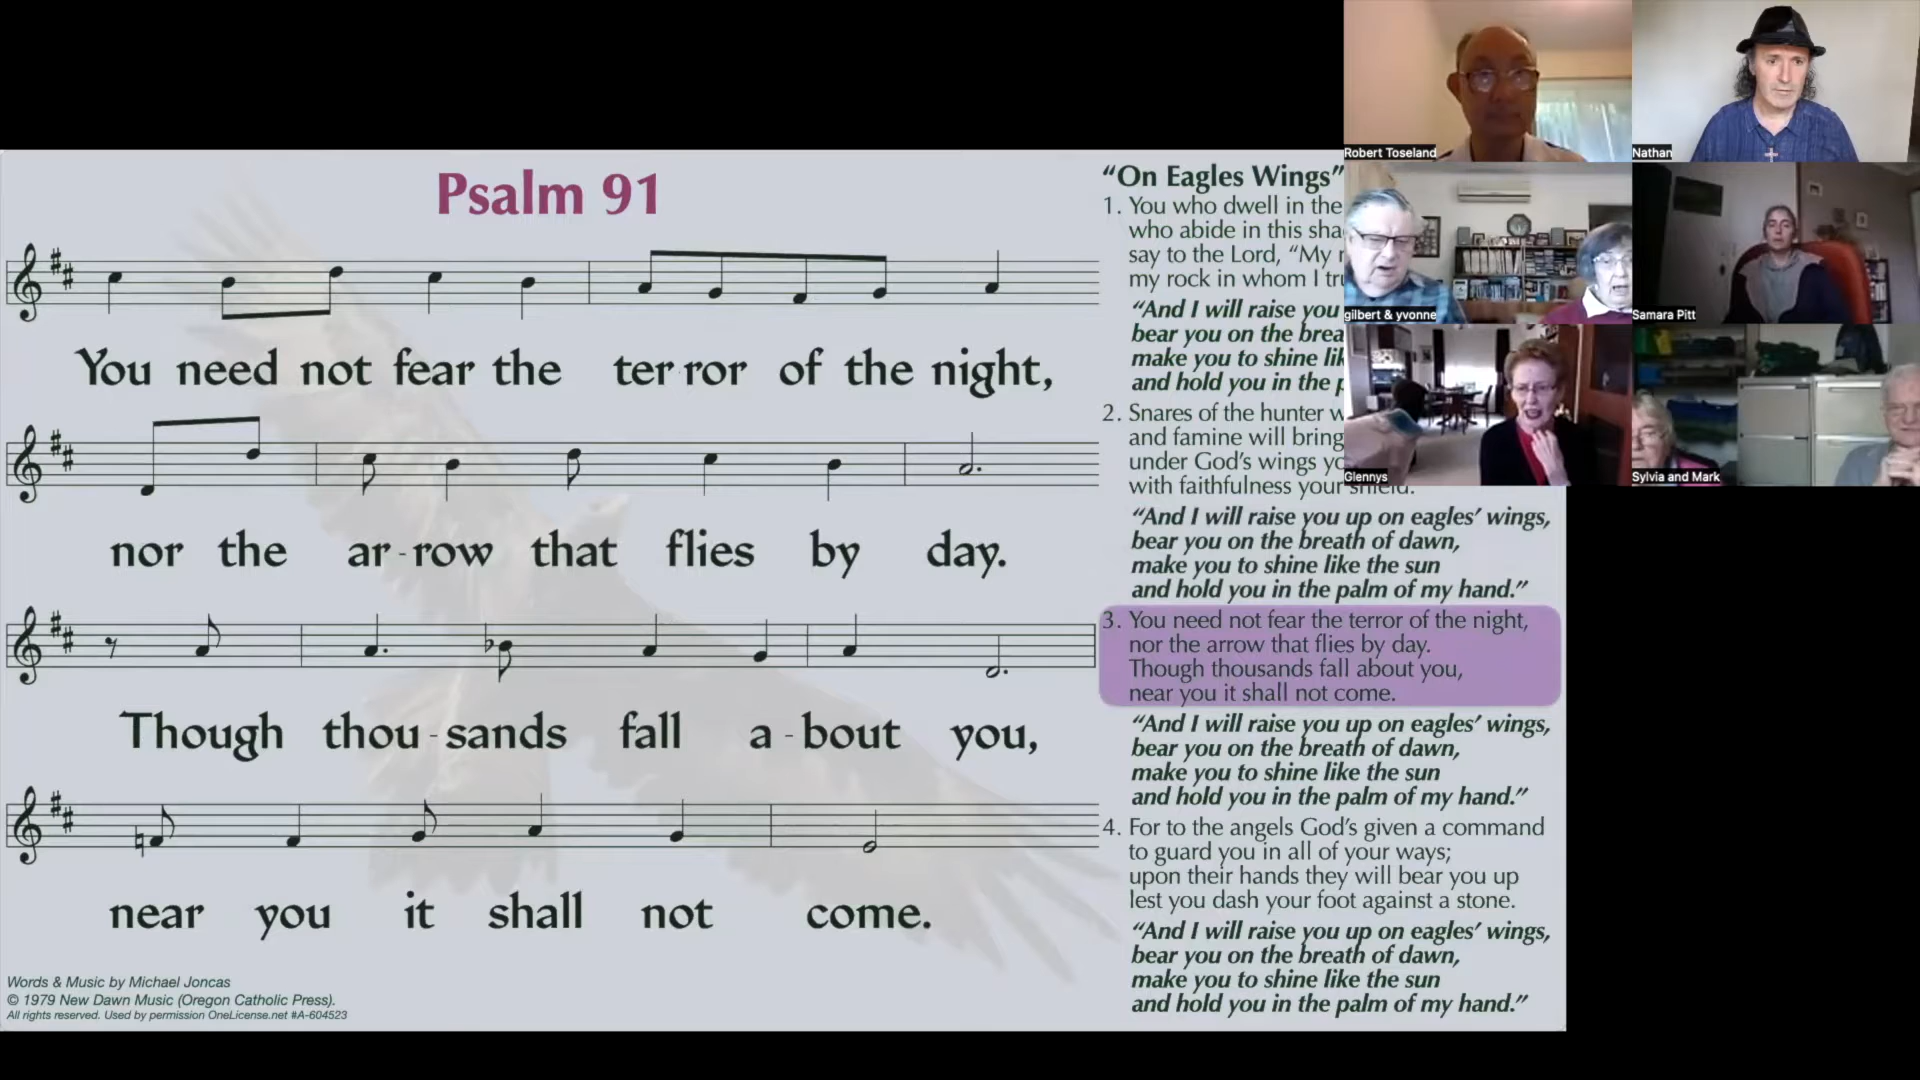 Psalm 91
You need not fear the ter ror of the night,
nor the ar - row that flies by day.
Though thou - sands fall a - bout you,
near you it shall not come.
Words & Music by Michael Joncas
© 1979 New Dawn Music (Oregon Catholic Press).
All rights reserved. Used by permission OneLicense.net #A-604523
“On Eagles Wings”
1. You who dwell in the
who abide in this
say to the Lord, “My
my rock in whom I
“And I will raise you
bear you on the
make you to shine
and hold you in the
2. Snares of the hunter
and famine will bring
under God’s wings
with faithfulness your shield.
“And I will raise you up on eagles’ wings,
bear you on the breath of dawn,
make you to shine like the sun
and hold you in the palm of my hand.”
3. You need not fear the terror of the night,
nor the arrow that flies by day.
Though thousands fall about you,
near you it shall not come.
“And I will raise you up on eagles’ wings,
bear you on the breath of dawn,
make you to shine like the sun
and hold you in the palm of my hand.”
4. For to the angels God’s given a command
to guard you in all of your ways;
upon their hands they will bear you up
lest you dash your foot against a stone.
“And I will raise you up on eagles’ wings,
bear you on the breath of dawn,
make you to shine like the sun
and hold you in the palm of my hand.”
Robert Toseland
Nathan
gilbert & yvonne
Samara Pitt
Glennys
Sylvia and Mark